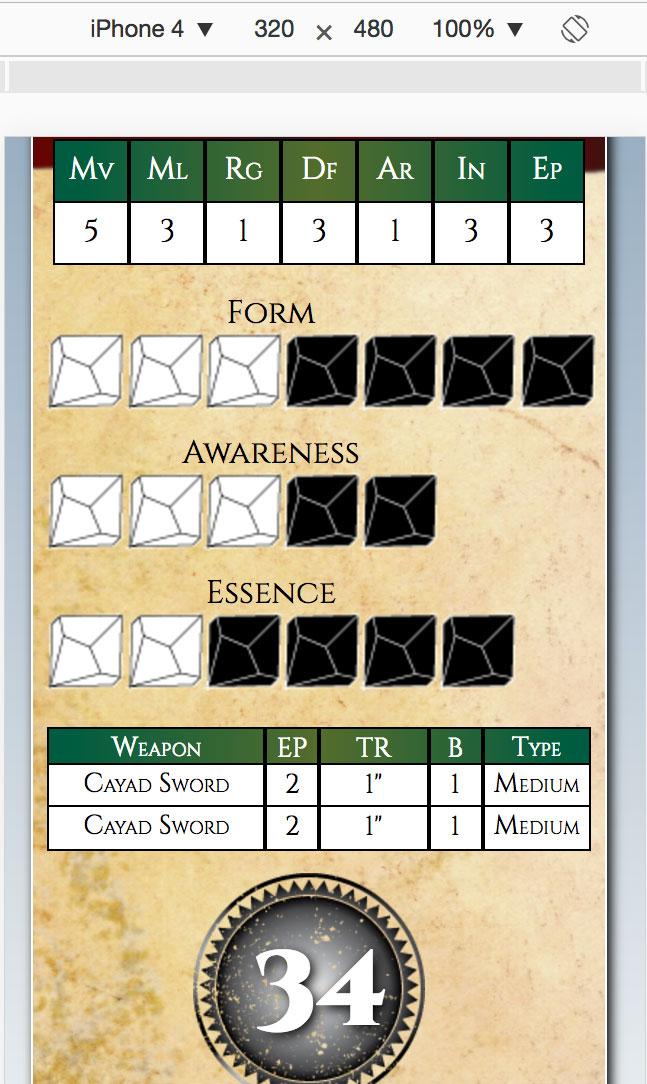 iPhone 4 ▼ 320 × 480 100% ▼
Mv Ml Rg Df Ar In Ep
5 3 1 3 1 3 3
Form
Awareness
Essence
Weapon EP TR B Type
Cayad Sword 2 1" 1 Medium
Cayad Sword 2 1" 1 Medium
34